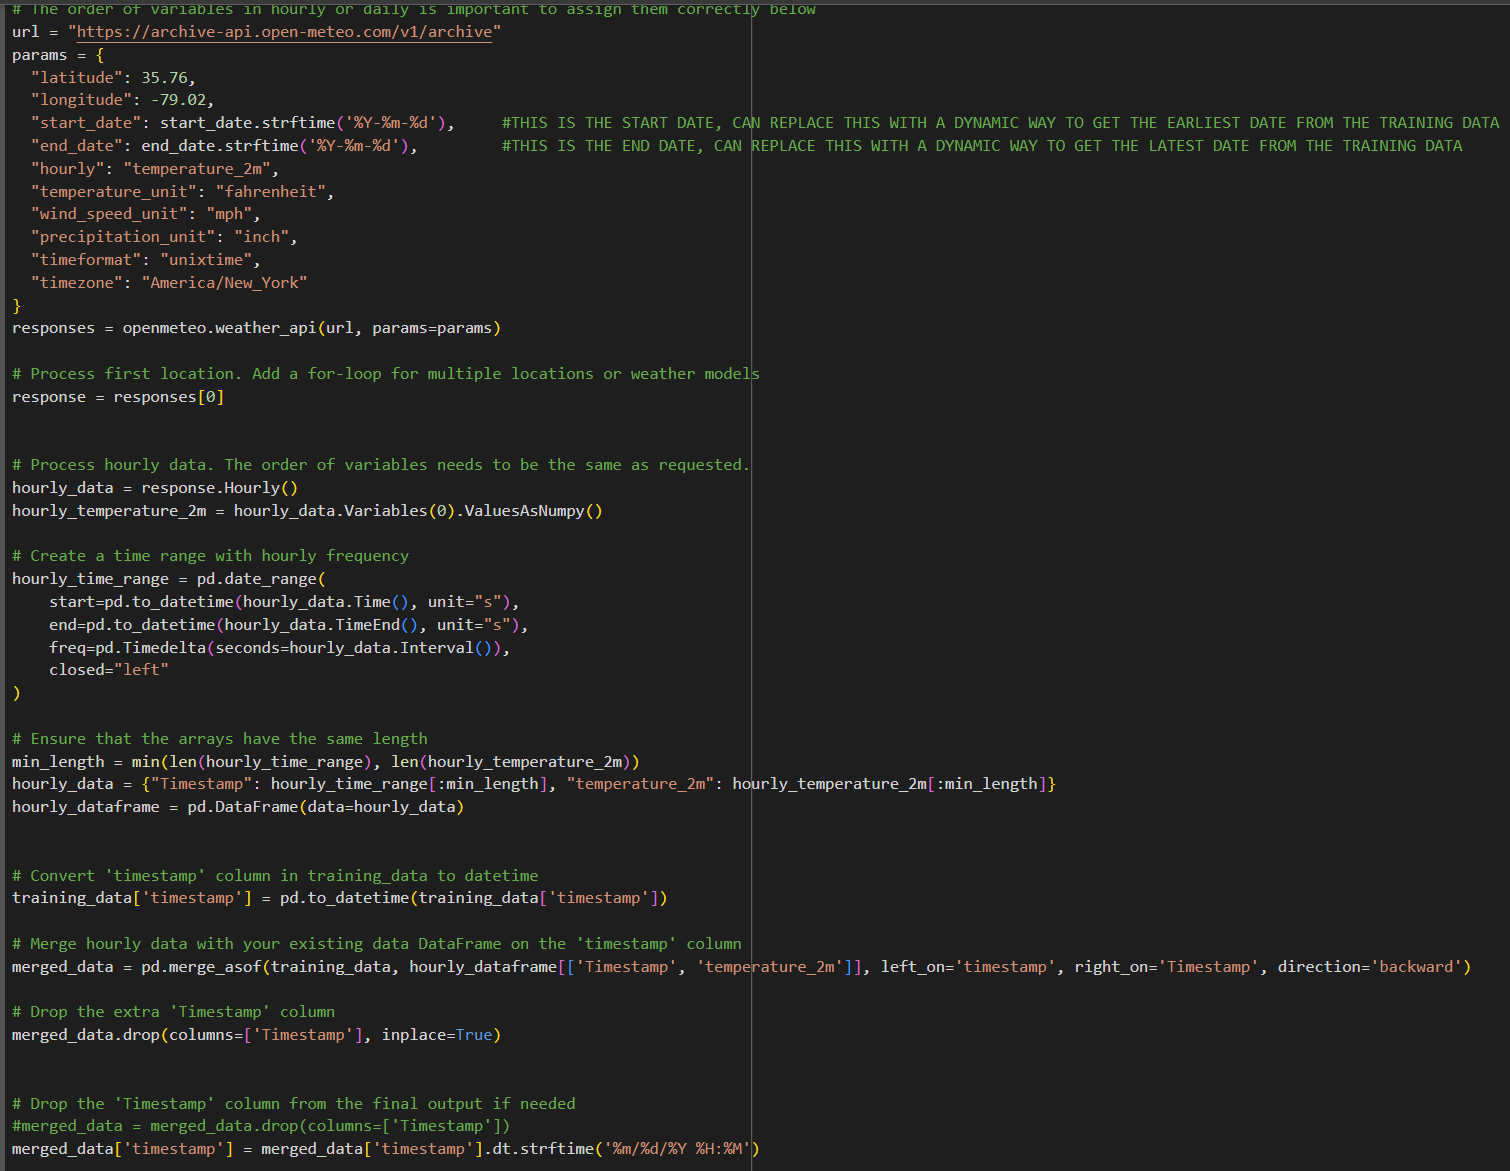 # The order of variables in hourly or daily is important to assign them correctly below
url = "https://archive-api.open-meteo.com/v1/archive"
params = {
  "latitude": 35.76,
  "longitude": -79.02,
  "start_date": start_date.strftime('%Y-%m-%d'),     #THIS IS THE START DATE, CAN REPLACE THIS WITH A DYNAMIC WAY TO GET THE EARLIEST DATE FROM THE TRAINING DATA
  "end_date": end_date.strftime('%Y-%m-%d'),         #THIS IS THE END DATE, CAN REPLACE THIS WITH A DYNAMIC WAY TO GET THE LATEST DATE FROM THE TRAINING DATA
  "hourly": "temperature_2m",
  "temperature_unit": "fahrenheit",
  "wind_speed_unit": "mph",
  "precipitation_unit": "inch",
  "timeformat": "unixtime",
  "timezone": "America/New_York"
}
responses = openmeteo.weather_api(url, params=params)

# Process first location. Add a for-loop for multiple locations or weather models
response = responses[0]


# Process hourly data. The order of variables needs to be the same as requested.
hourly_data = response.Hourly()
hourly_temperature_2m = hourly_data.Variables(0).ValuesAsNumpy()

# Create a time range with hourly frequency
hourly_time_range = pd.date_range(
    start=pd.to_datetime(hourly_data.Time(), unit="s"),
    end=pd.to_datetime(hourly_data.TimeEnd(), unit="s"),
    freq=pd.Timedelta(seconds=hourly_data.Interval()),
    closed="left"
)

# Ensure that the arrays have the same length
min_length = min(len(hourly_time_range), len(hourly_temperature_2m))
hourly_data = {"Timestamp": hourly_time_range[:min_length], "temperature_2m": hourly_temperature_2m[:min_length]}
hourly_dataframe = pd.DataFrame(data=hourly_data)


# Convert 'timestamp' column in training_data to datetime
training_data['timestamp'] = pd.to_datetime(training_data['timestamp'])

# Merge hourly data with your existing data DataFrame on the 'timestamp' column
merged_data = pd.merge_asof(training_data, hourly_dataframe[['Timestamp', 'temperature_2m']], left_on='timestamp', right_on='Timestamp', direction='backward')

# Drop the extra 'Timestamp' column
merged_data.drop(columns=['Timestamp'], inplace=True)


# Drop the 'Timestamp' column from the final output if needed
#merged_data = merged_data.drop(columns=['Timestamp'])
merged_data['timestamp'] = merged_data['timestamp'].dt.strftime('%m/%d/%Y %H:%M')